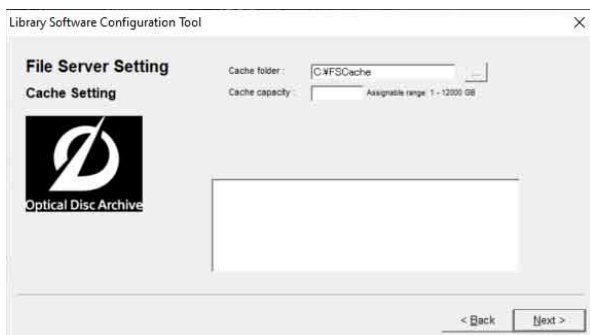 Library Software Configuration Tool
File Server Setting
Cache Setting
Cache folder :
C:¥FSCache
...
Cache capacity :
Assignable range: 1 - 12000 GB
Optical Disc Archive
< Back
Next >